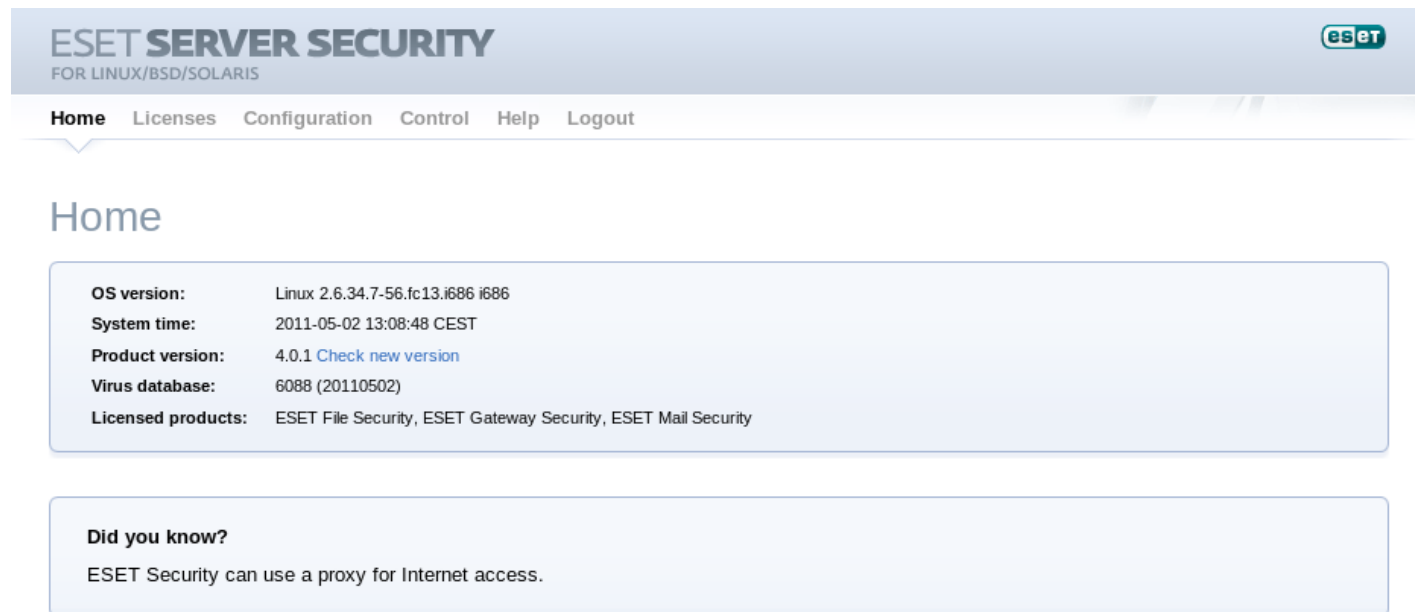 ESET SERVER SECURITY
FOR LINUX/BSD/SOLARIS
eseT
Home Licenses Configuration Control Help Logout
Home
OS version: Linux 2.6.34.7-56.fc13.i686 i686
System time: 2011-05-02 13:08:48 CEST
Product version: 4.0.1 Check new version
Virus database: 6088 (20110502)
Licensed products: ESET File Security, ESET Gateway Security, ESET Mail Security
Did you know?
ESET Security can use a proxy for Internet access.